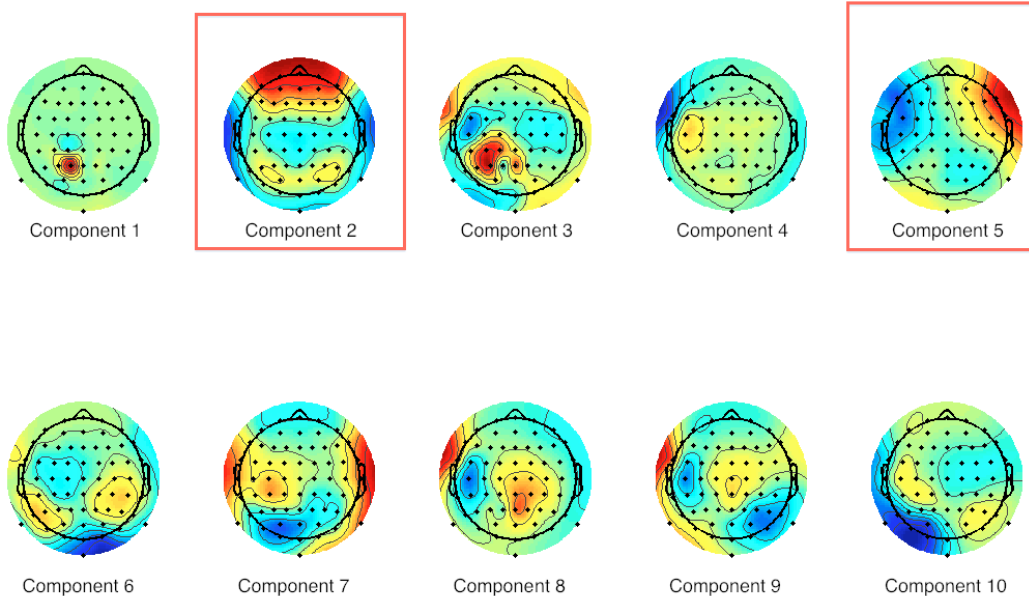 Component 1
Component 2
Component 3
Component 4
Component 5
Component 6
Component 7
Component 8
Component 9
Component 10